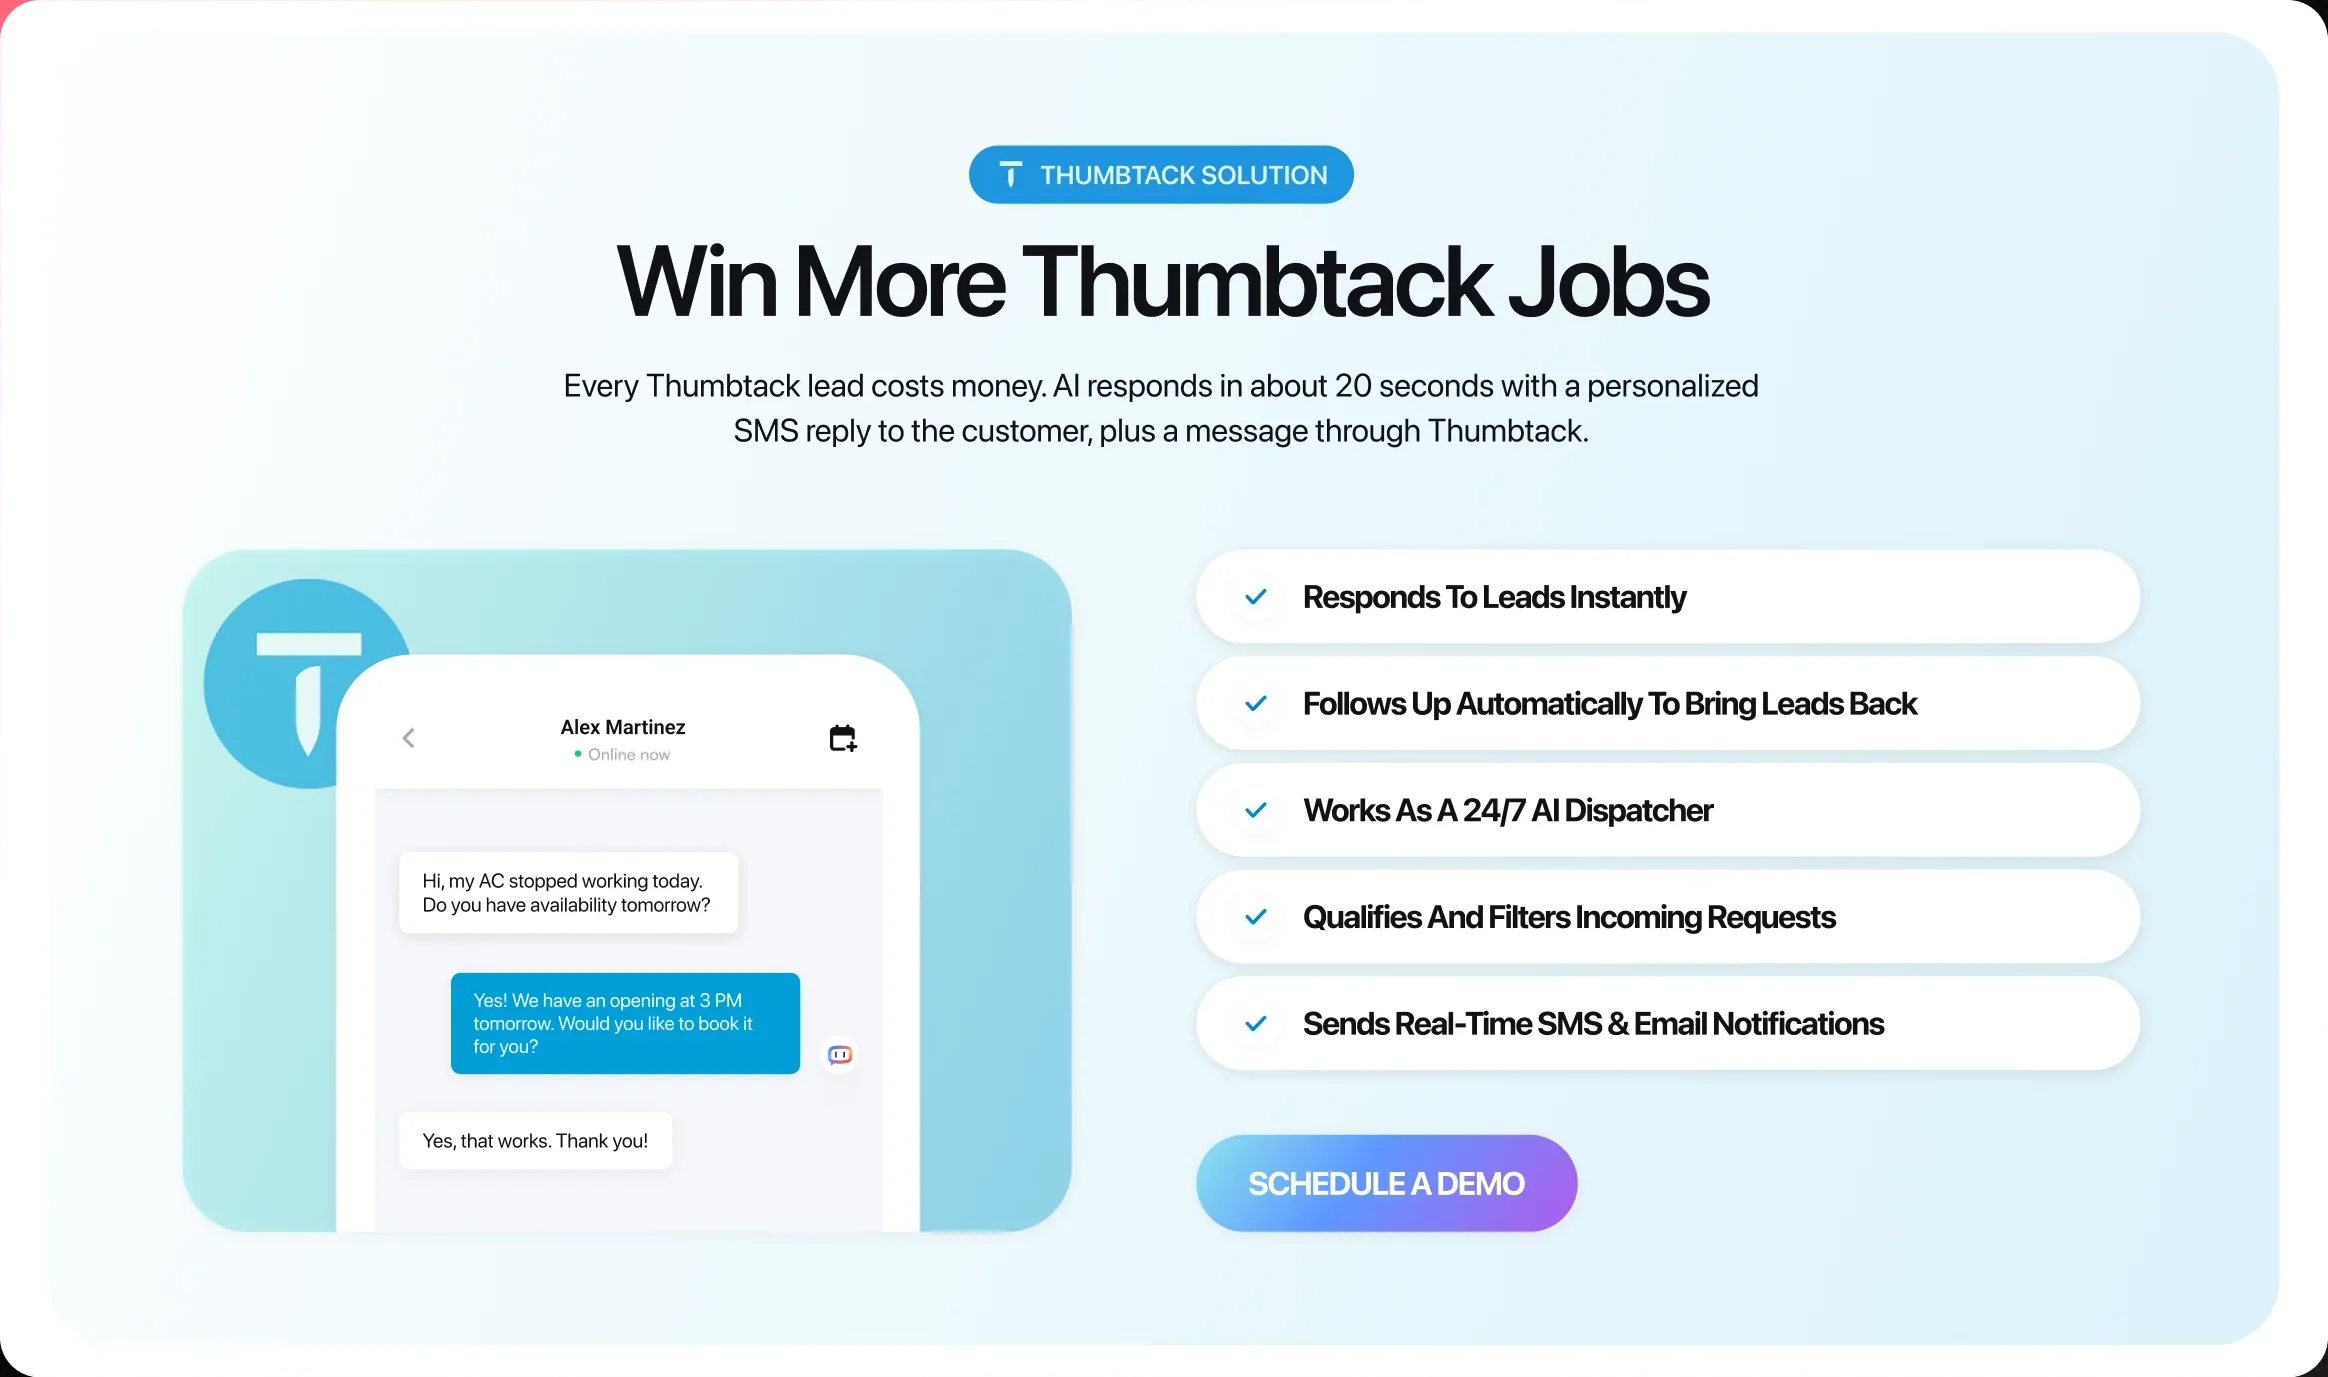 THUMBTACK SOLUTION
Win More Thumbtack Jobs
Every Thumbtack lead costs money. AI responds in about 20 seconds with a personalized
SMS reply to the customer, plus a message through Thumbtack.
Alex Martinez
Online now
Hi, my AC stopped working today.
Do you have availability tomorrow?
Yes! We have an opening at 3 PM
tomorrow. Would you like to book it
for you?
Yes, that works. Thank you!
Responds To Leads Instantly
Follows Up Automatically To Bring Leads Back
Works As A 24/7 AI Dispatcher
Qualifies And Filters Incoming Requests
Sends Real-Time SMS & Email Notifications
SCHEDULE A DEMO